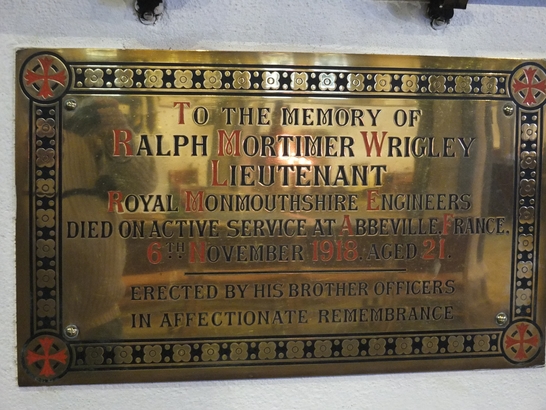 TO THE MEMORY OF
RALPH MORTIMER WRIGLEY
LIEUTENANT
ROYAL MONMOUTHSHIRE ENGINEERS
DIED ON ACTIVE SERVICE AT ABBEVILLE, FRANCE.
6TH NOVEMBER 1918. AGED 21.
ERECTED BY HIS BROTHER OFFICERS
IN AFFECTIONATE REMEMBRANCE